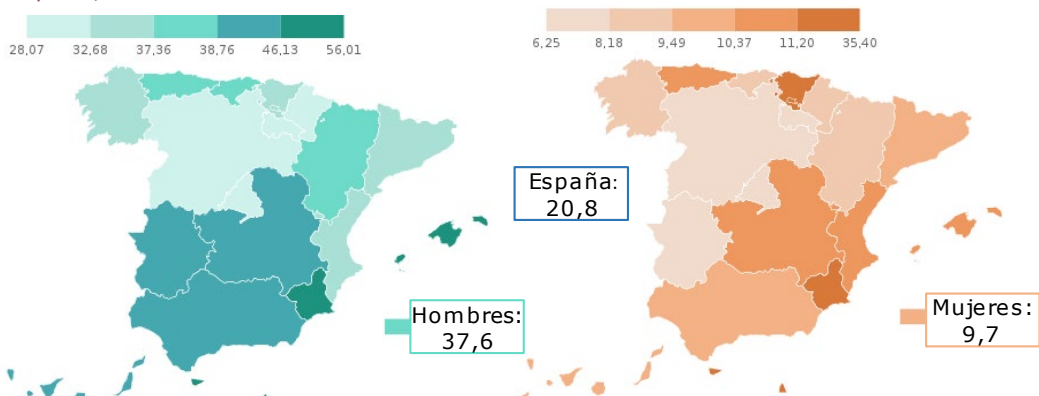 28,07 32,68 37,36 38,76 46,13 56,01
6,25 8,18 9,49 10,37 11,20 35,40
España:
20,8
Hombres:
37,6
Mujeres:
9,7